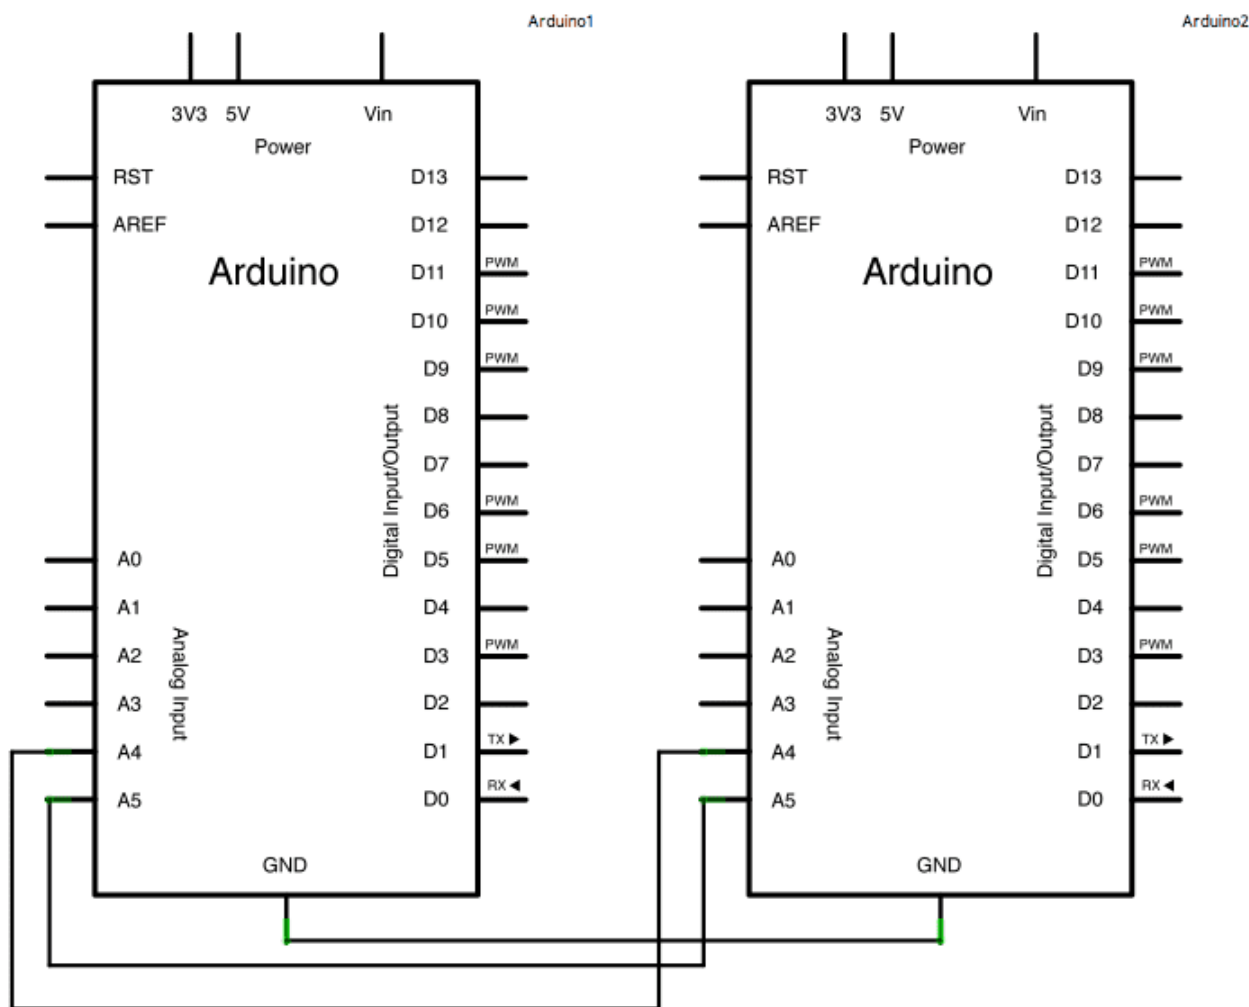 Arduino1
3V3 5V Vin
Power
RST D13
AREF D12
Arduino D11 PWM
D10 PWM
D9 PWM
D8
D7
D6 PWM
A0 D5 PWM
A1 D4
A2 D3 PWM
A3 D2
A4 D1 TX
A5 D0 RX
Analog Input
Digital Input/Output
GND
Arduino2
3V3 5V Vin
Power
RST D13
AREF D12
Arduino D11 PWM
D10 PWM
D9 PWM
D8
D7
D6 PWM
A0 D5 PWM
A1 D4
A2 D3 PWM
A3 D2
A4 D1 TX
A5 D0 RX
Analog Input
Digital Input/Output
GND